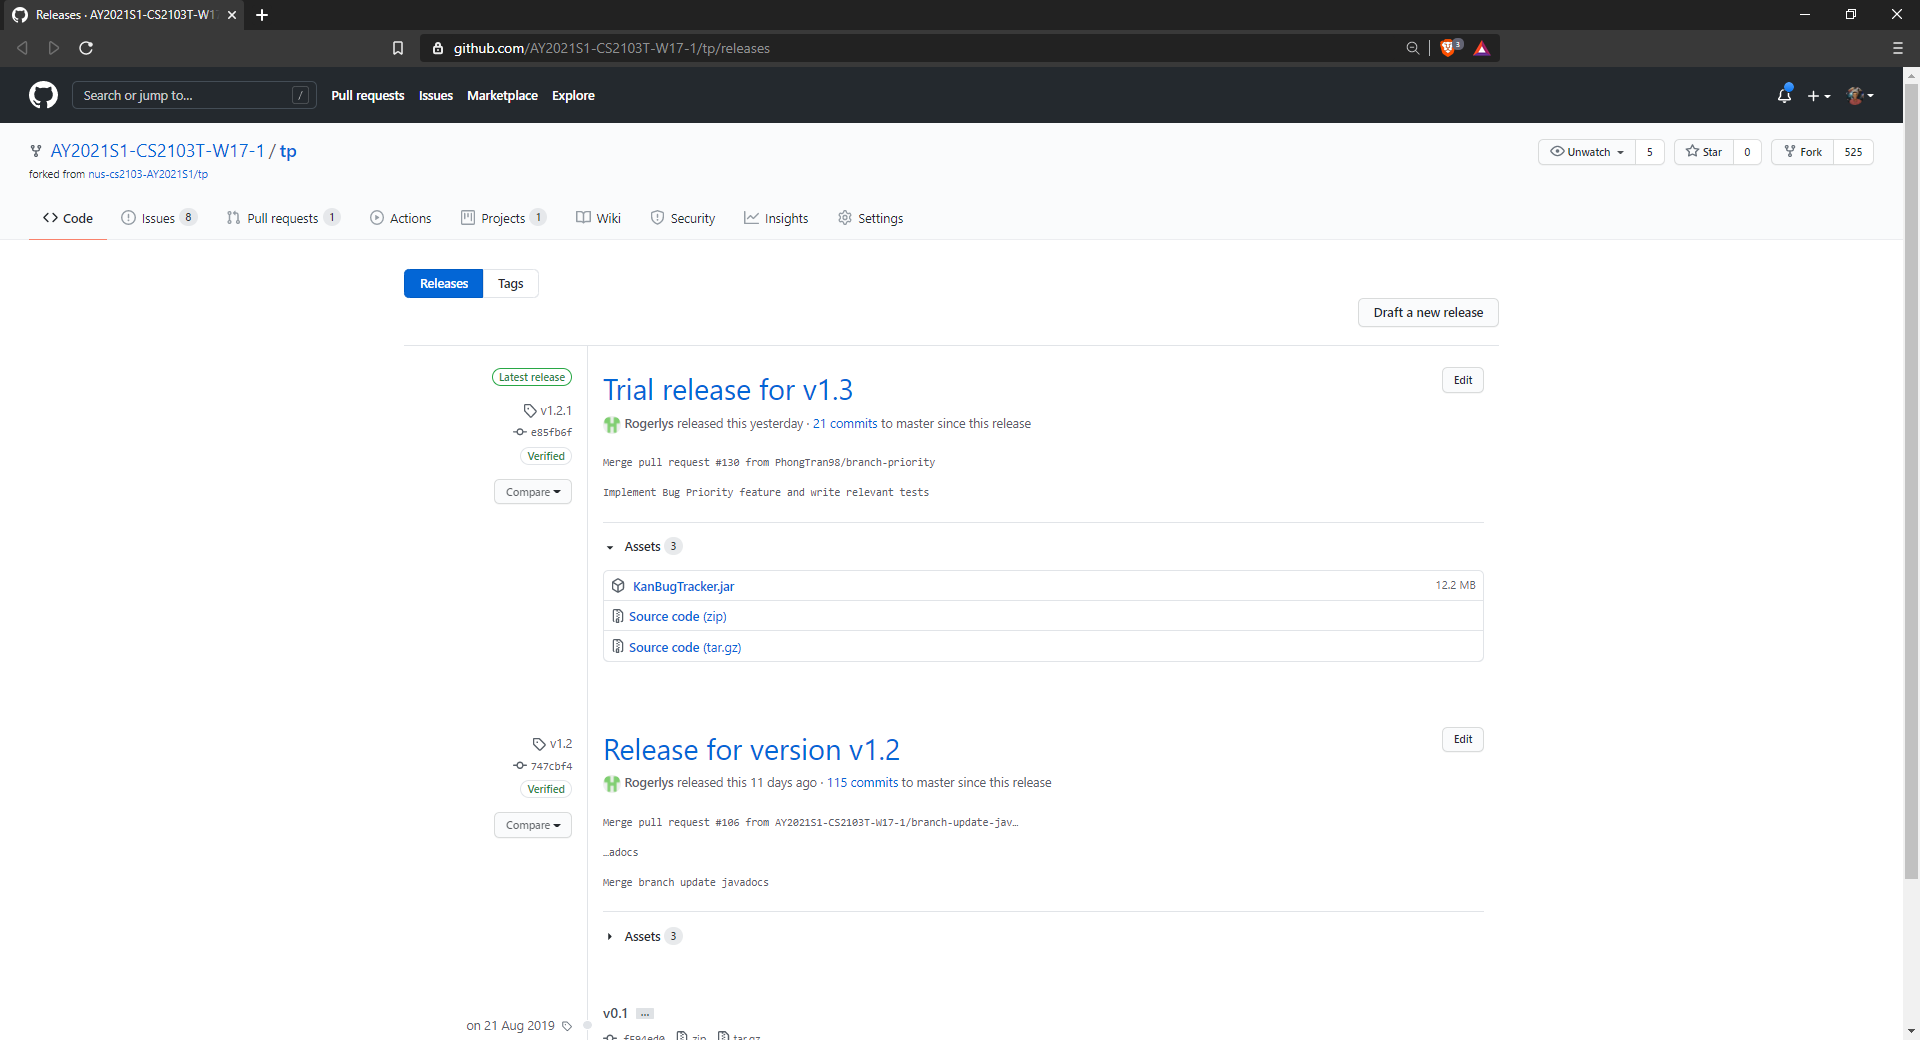 Releases · AY2021S1-CS2103T-W17
github.com/AY2021S1-CS2103T-W17-1/tp/releases
3
Search or jump to...
/
Pull requests
Issues
Marketplace
Explore
AY2021S1-CS2103T-W17-1 / tp
Unwatch 5
Star 0
Fork 525
forked from nus-cs2103-AY2021S1/tp
Code
Issues 8
Pull requests 1
Actions
Projects 1
Wiki
Security
Insights
Settings
Releases
Tags
Draft a new release
Latest release
v1.2.1
e85fb6f
Verified
Compare
Trial release for v1.3
Edit
Rogerlys released this yesterday · 21 commits to master since this release
Merge pull request #130 from PhongTran98/branch-priority
Implement Bug Priority feature and write relevant tests
Assets 3
KanBugTracker.jar
12.2 MB
Source code (zip)
Source code (tar.gz)
v1.2
747cbf4
Verified
Compare
Release for version v1.2
Edit
Rogerlys released this 11 days ago · 115 commits to master since this release
Merge pull request #106 from AY2021S1-CS2103T-W17-1/branch-update-jav…
…adocs
Merge branch update javadocs
Assets 3
on 21 Aug 2019
v0.1 …
f594ed0 zip tar.gz